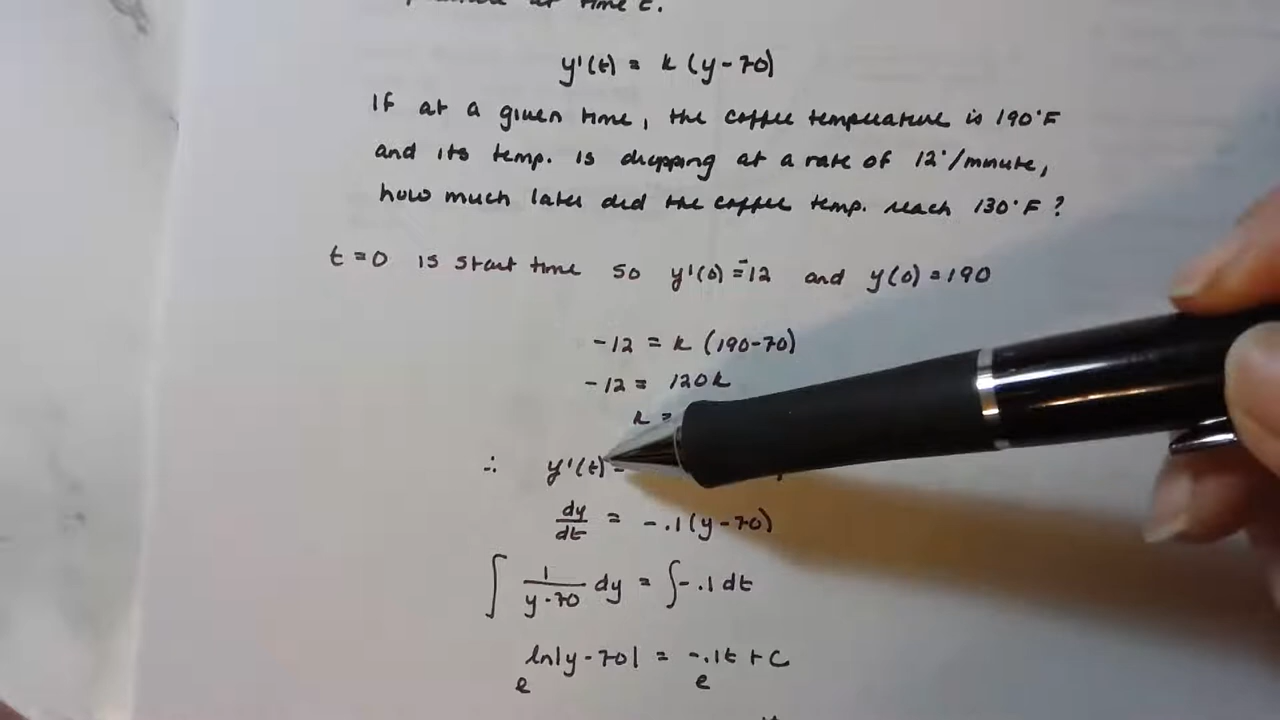 at time t.
y'(t) = k (y-70)
If at a given time, the coffee temperature is 190°F
and its temp. is dropping at a rate of 12°/minute,
how much later did the coffee temp. reach 130°F?
t=0 is start time so y'(0) = -12 and y(0) = 190
-12 = k (190-70)
-12 = 120k
k =
∴ y'(t) =
dy/dt = -.1(y-70)
∫ 1/(y-70) dy = ∫ -.1 dt
ln|y-70| = -.1t + C
e e